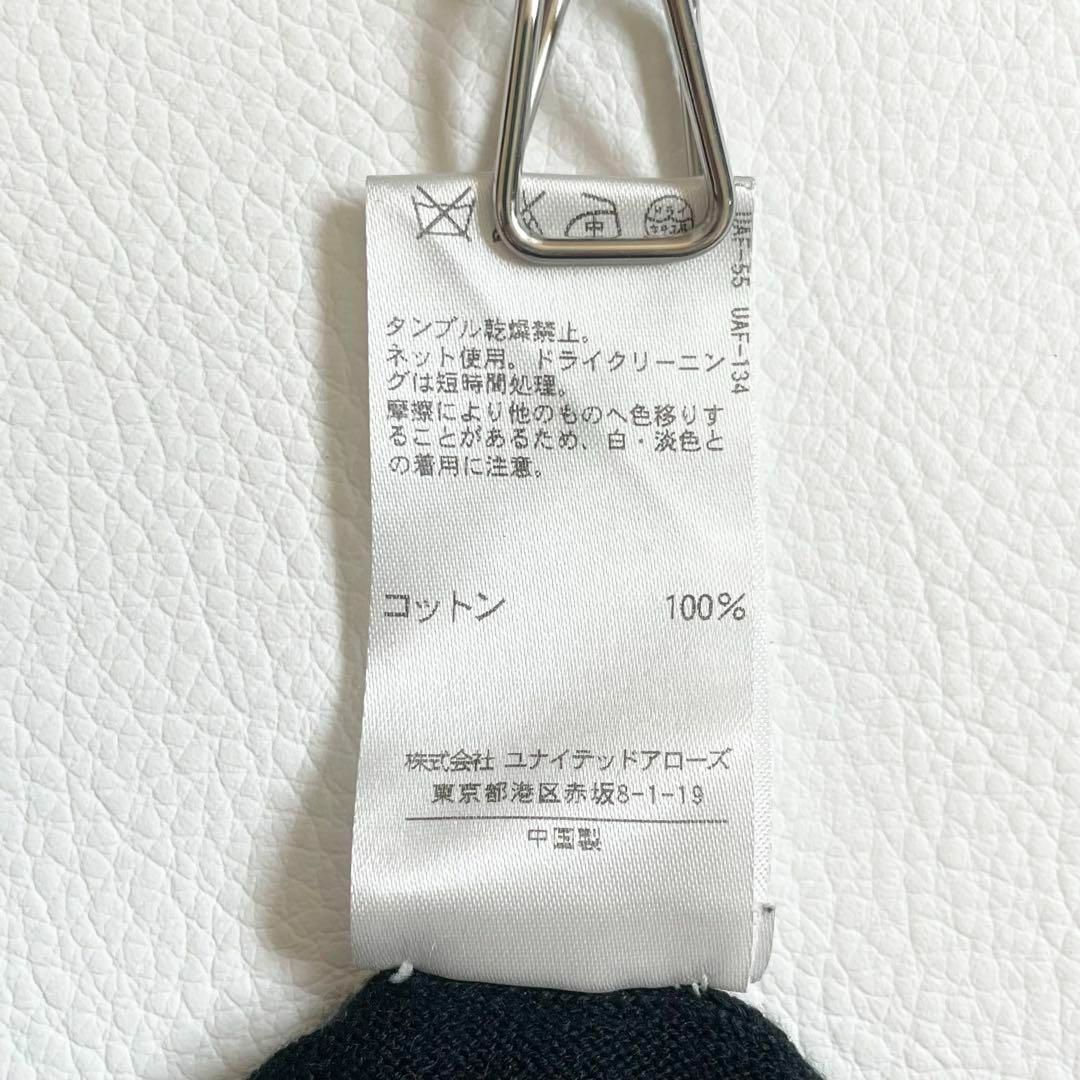 中
ドライ
タンブル乾燥禁止。
ネット使用。ドライクリーニン
グは短時間処理。
摩擦により他のものへ色移りす
ることがあるため、白・淡色と
の着用に注意。
コットン 100%
株式会社 ユナイテッドアローズ
東京都港区赤坂8-1-19
中国製
UAF-55 UAF-134